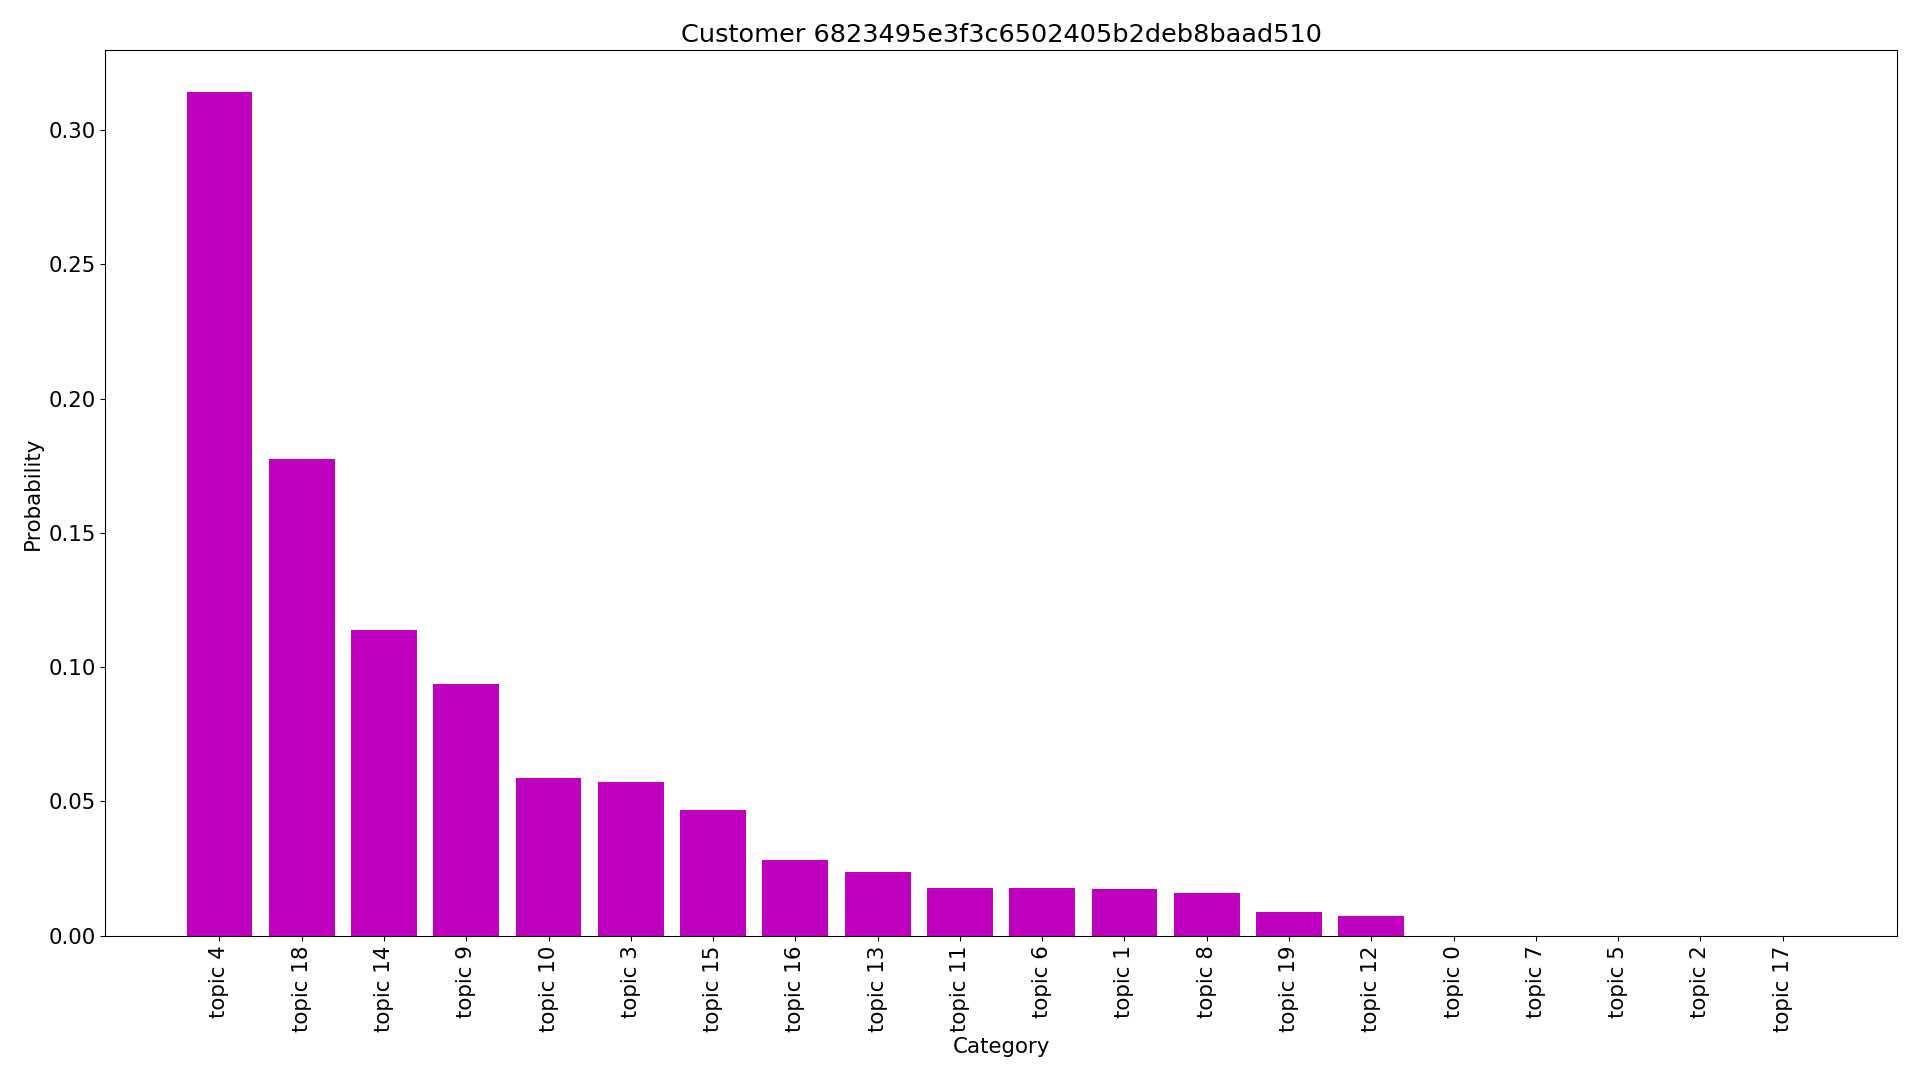 Customer 6823495e3f3c6502405b2deb8baad510
Probability
0.30
0.25
0.20
0.15
0.10
0.05
0.00
topic 4
topic 18
topic 14
topic 9
topic 10
topic 3
topic 15
topic 16
topic 13
topic 11
topic 6
topic 1
topic 8
topic 19
topic 12
topic 0
topic 7
topic 5
topic 2
topic 17
Category